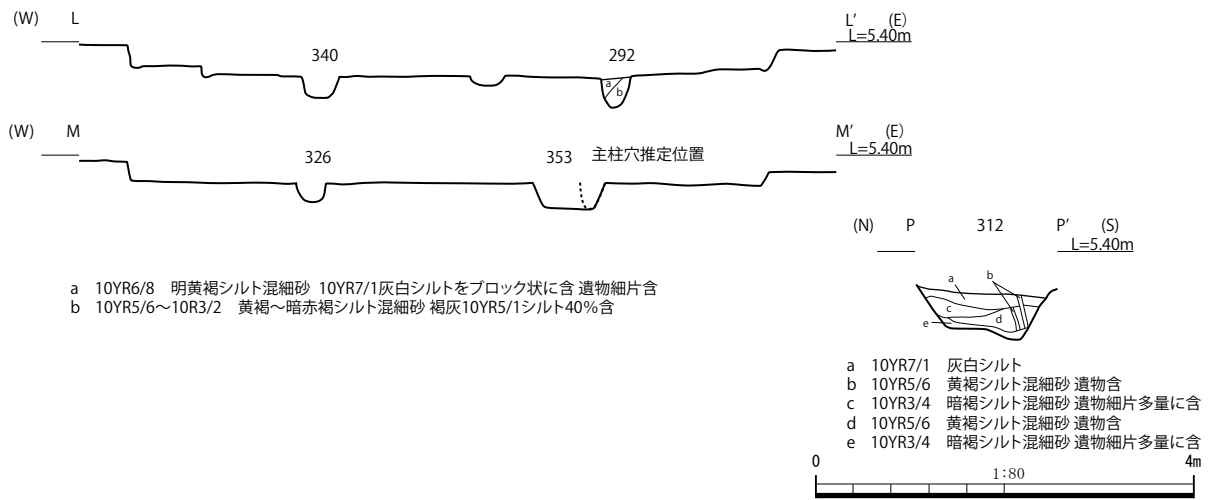 (W) L L′ (E)
L=5.40m
340 292
a
b
(W) M M′ (E)
L=5.40m
326 353 主柱穴推定位置
(N) P 312 P′ (S)
L=5.40m
a 10YR6/8 明黄褐シルト混細砂 10YR7/1灰白シルトをブロック状に含 遺物細片含
b 10YR5/6～10R3/2 黄褐～暗赤褐シルト混細砂 褐灰10YR5/1シルト40%含
a b
c
d
e
a 10YR7/1 灰白シルト
b 10YR5/6 黄褐シルト混細砂 遺物含
c 10YR3/4 暗褐シルト混細砂 遺物細片多量に含
d 10YR5/6 黄褐シルト混細砂 遺物含
e 10YR3/4 暗褐シルト混細砂 遺物細片多量に含
0 1:80 4m